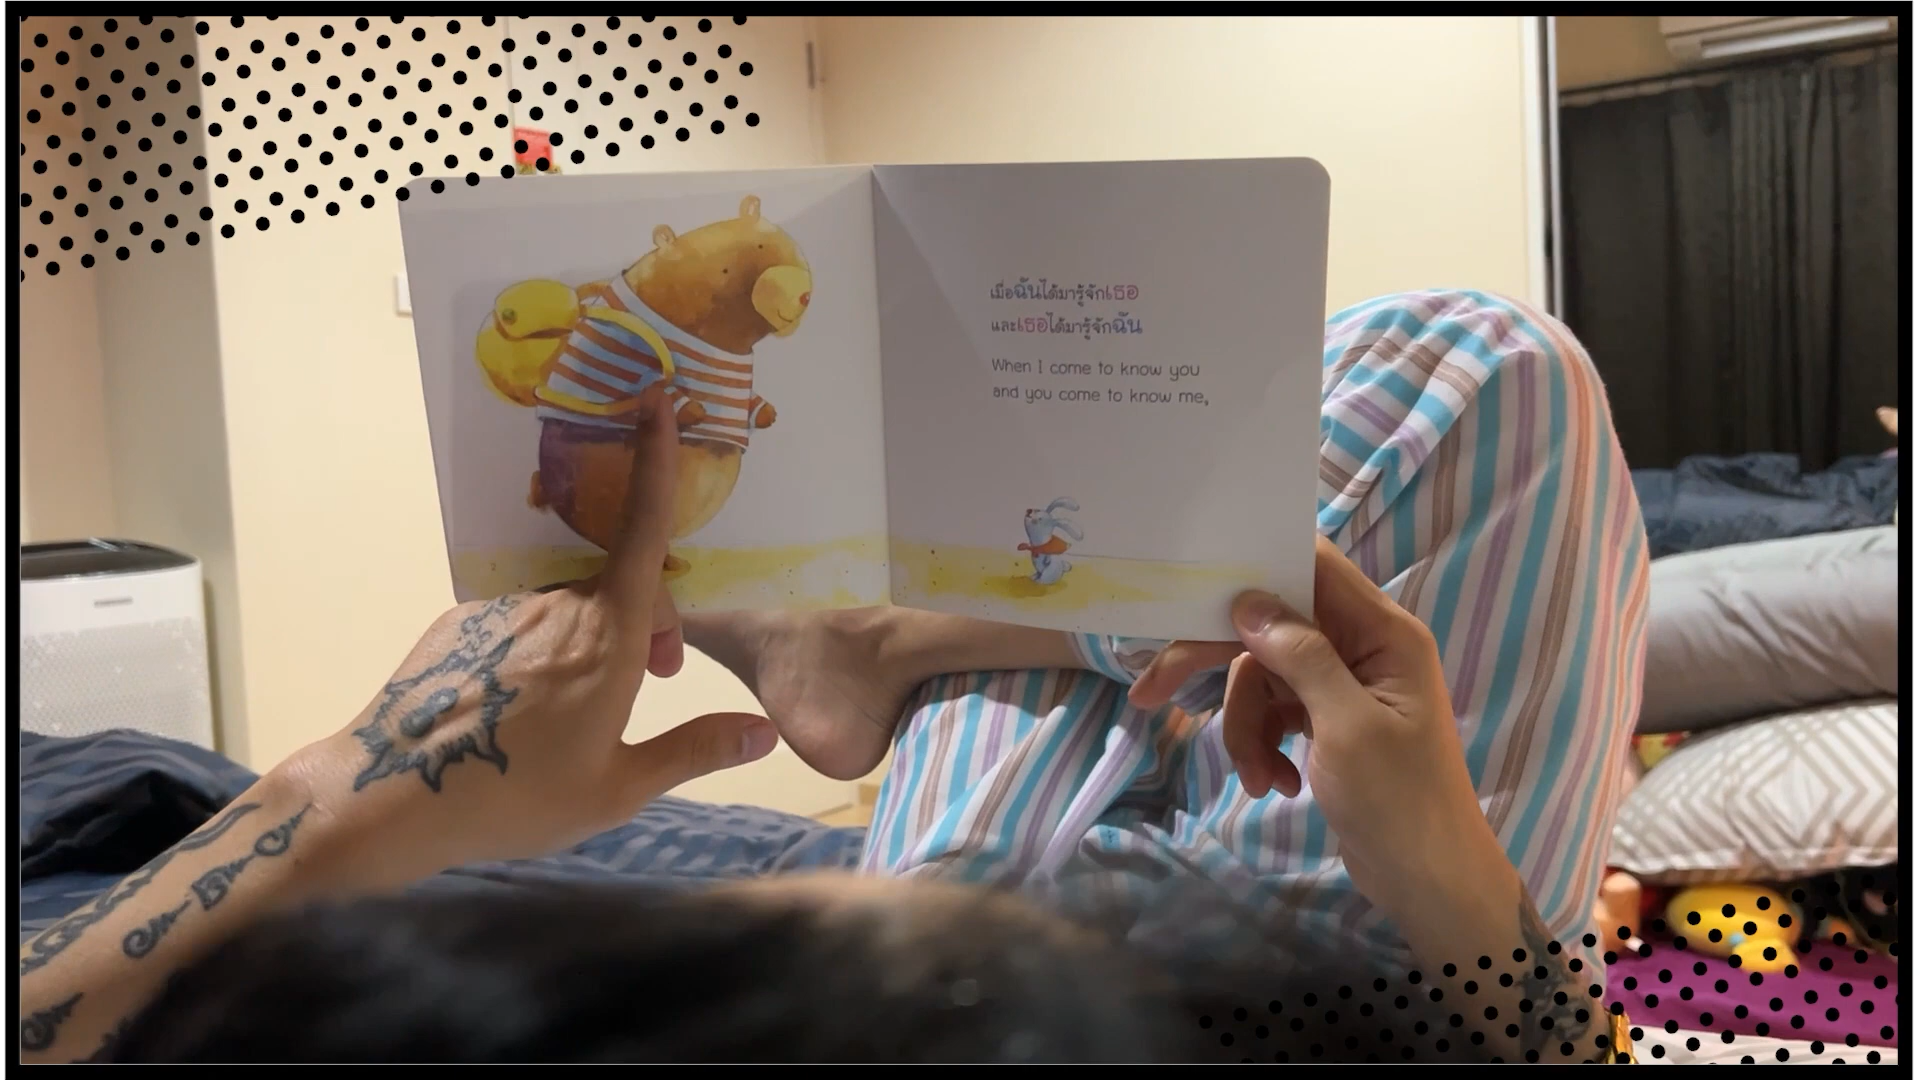 เมื่อฉันได้มารู้จักเธอ
และเธอได้มารู้จักฉัน
When I come to know you
and you come to know me,